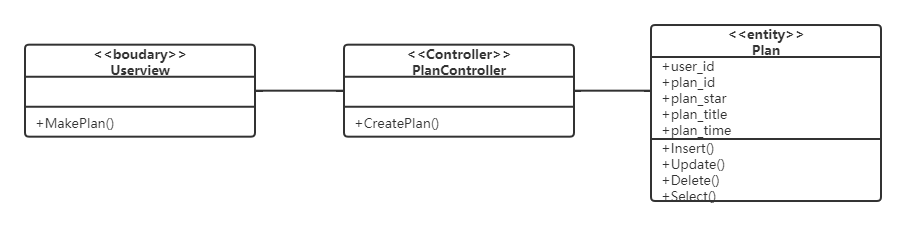 <<boudary>>
Userview
+MakePlan()
<<Controller>>
PlanController
+CreatePlan()
<<entity>>
Plan
+user_id
+plan_id
+plan_star
+plan_title
+plan_time
+Insert()
+Update()
+Delete()
+Select()